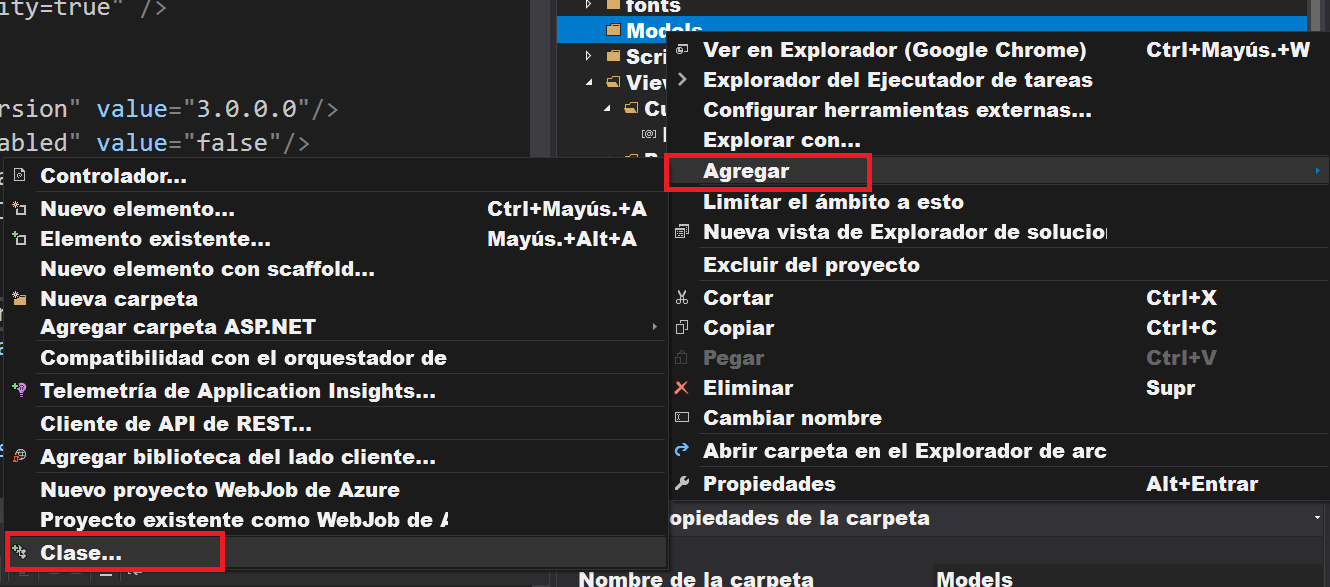 ity=true" />
rsion" value="3.0.0.0"/>
abled" value="false"/>
fonts
Models
Ver en Explorador (Google Chrome) Ctrl+Mayús.+W
Explorador del Ejecutador de tareas
Configurar herramientas externas...
Explorar con...
Agregar
Limitar el ámbito a esto
Nueva vista de Explorador de solucio
Excluir del proyecto
Cortar Ctrl+X
Copiar Ctrl+C
Pegar Ctrl+V
Eliminar Supr
Cambiar nombre
Abrir carpeta en el Explorador de arc
Propiedades Alt+Entrar
Controlador...
Nuevo elemento... Ctrl+Mayús.+A
Elemento existente... Mayús.+Alt+A
Nuevo elemento con scaffold...
Nueva carpeta
Agregar carpeta ASP.NET
Compatibilidad con el orquestador de
Telemetría de Application Insights...
Cliente de API de REST...
Agregar biblioteca del lado cliente...
Nuevo proyecto WebJob de Azure
Proyecto existente como WebJob de A
Clase...
opiedades de la carpeta
Nombre de la carpeta Models